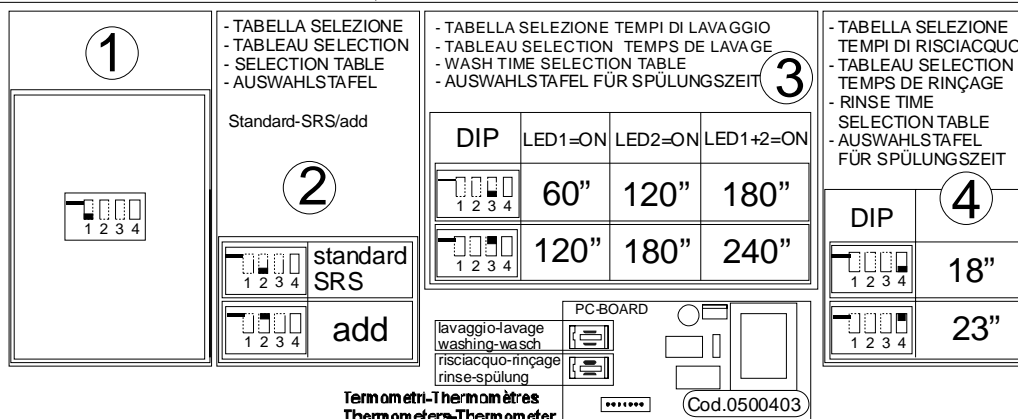 1
1 2 3 4
- TABELLA SELEZIONE
- TABLEAU SELECTION
- SELECTION TABLE
- AUSWAHLSTAFEL
Standard-SRS/add
2
1 2 3 4
standard
SRS
1 2 3 4
add
- TABELLA SELEZIONE TEMPI DI LAVAGGIO
- TABLEAU SELECTION TEMPS DE LAVAGE
- WASH TIME SELECTION TABLE
- AUSWAHLSTAFEL FÜR SPÜLUNGSZEIT
3
DIP LED1=ON LED2=ON LED1+2=ON
1 2 3 4 60” 120” 180”
1 2 3 4 120” 180” 240”
- TABELLA SELEZIONE
TEMPI DI RISCIACQUO
- TABLEAU SELECTION
TEMPS DE RINÇAGE
- RINSE TIME
SELECTION TABLE
- AUSWAHLSTAFEL
FÜR SPÜLUNGSZEIT
4
DIP
1 2 3 4 18”
1 2 3 4 23”
PC-BOARD
lavaggio-lavage
washing-wasch
risciacquo-rinçage
rinse-spülung
Termometri-Thermomètres
Thermometers-Thermometer
Cod.0500403